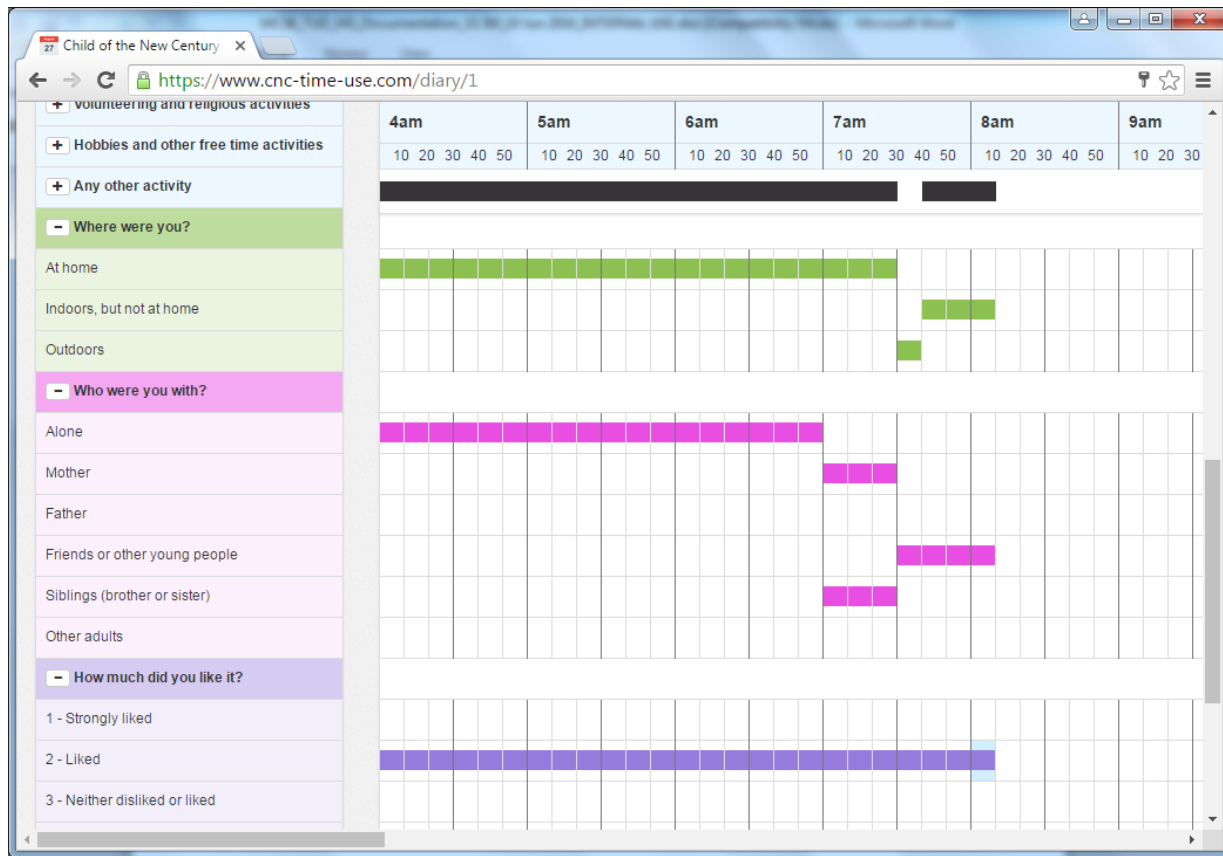 27 Child of the New Century
https://www.cnc-time-use.com/diary/1
Volunteering and religious activities
4am 5am 6am 7am 8am 9am
Hobbies and other free time activities
10 20 30 40 50 10 20 30 40 50 10 20 30 40 50 10 20 30 40 50 10 20 30 40 50 10 20 30
Any other activity
Where were you?
At home
Indoors, but not at home
Outdoors
Who were you with?
Alone
Mother
Father
Friends or other young people
Siblings (brother or sister)
Other adults
How much did you like it?
1 - Strongly liked
2 - Liked
3 - Neither disliked or liked